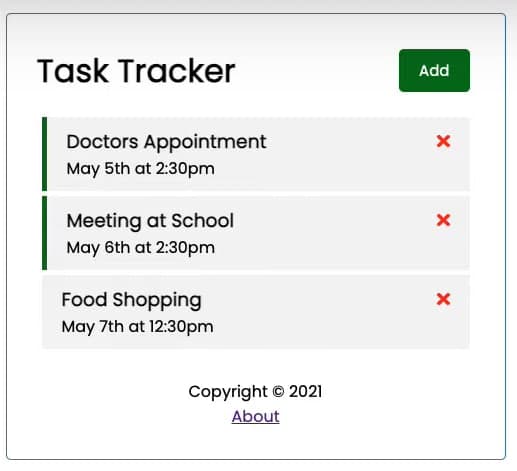 Task Tracker
Add
Doctors Appointment
May 5th at 2:30pm
Meeting at School
May 6th at 2:30pm
Food Shopping
May 7th at 12:30pm
Copyright © 2021
About